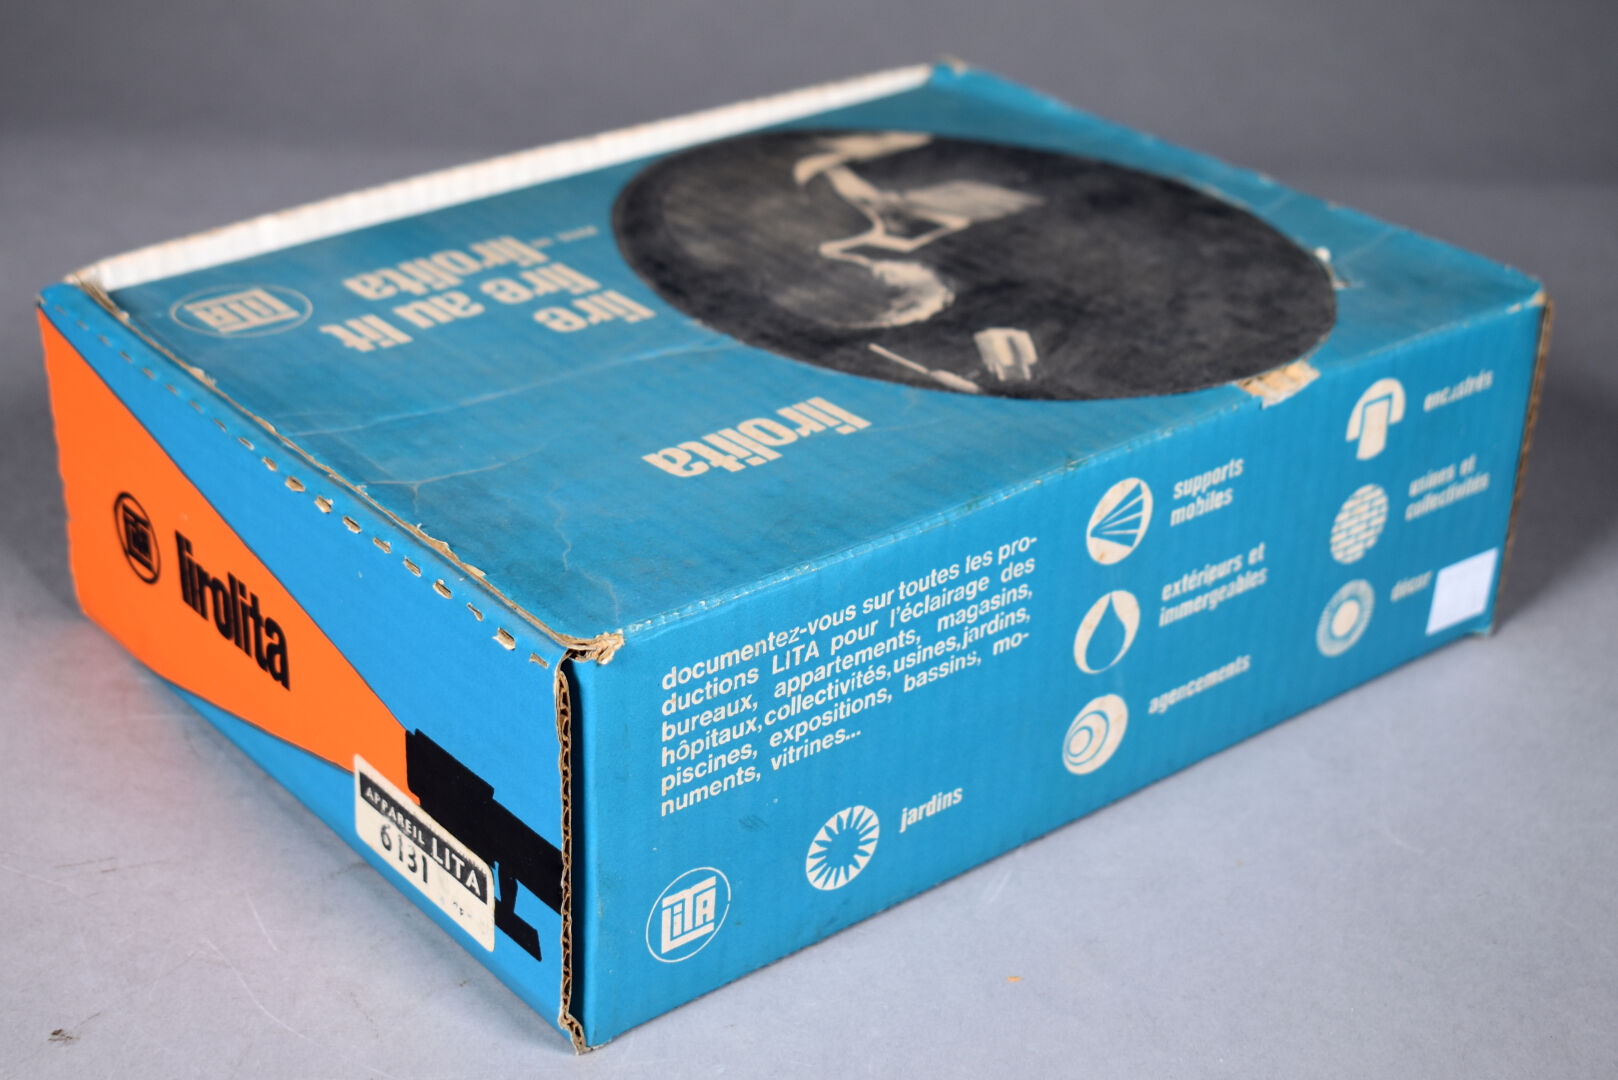 LITA
lire
lire au lit
lirolita
lirolita
LITA
lirolita
APPAREIL LITA
6131
documentez-vous sur toutes les pro-
ductions LITA pour l'éclairage des
bureaux, appartements, magasins,
hôpitaux, collectivités, usines, jardins,
piscines, expositions, bassins, mo-
numents, vitrines...
LITA
jardins
supports
mobiles
extérieurs et
immergeables
agencements
encastrés
usines et
collectivités
décor